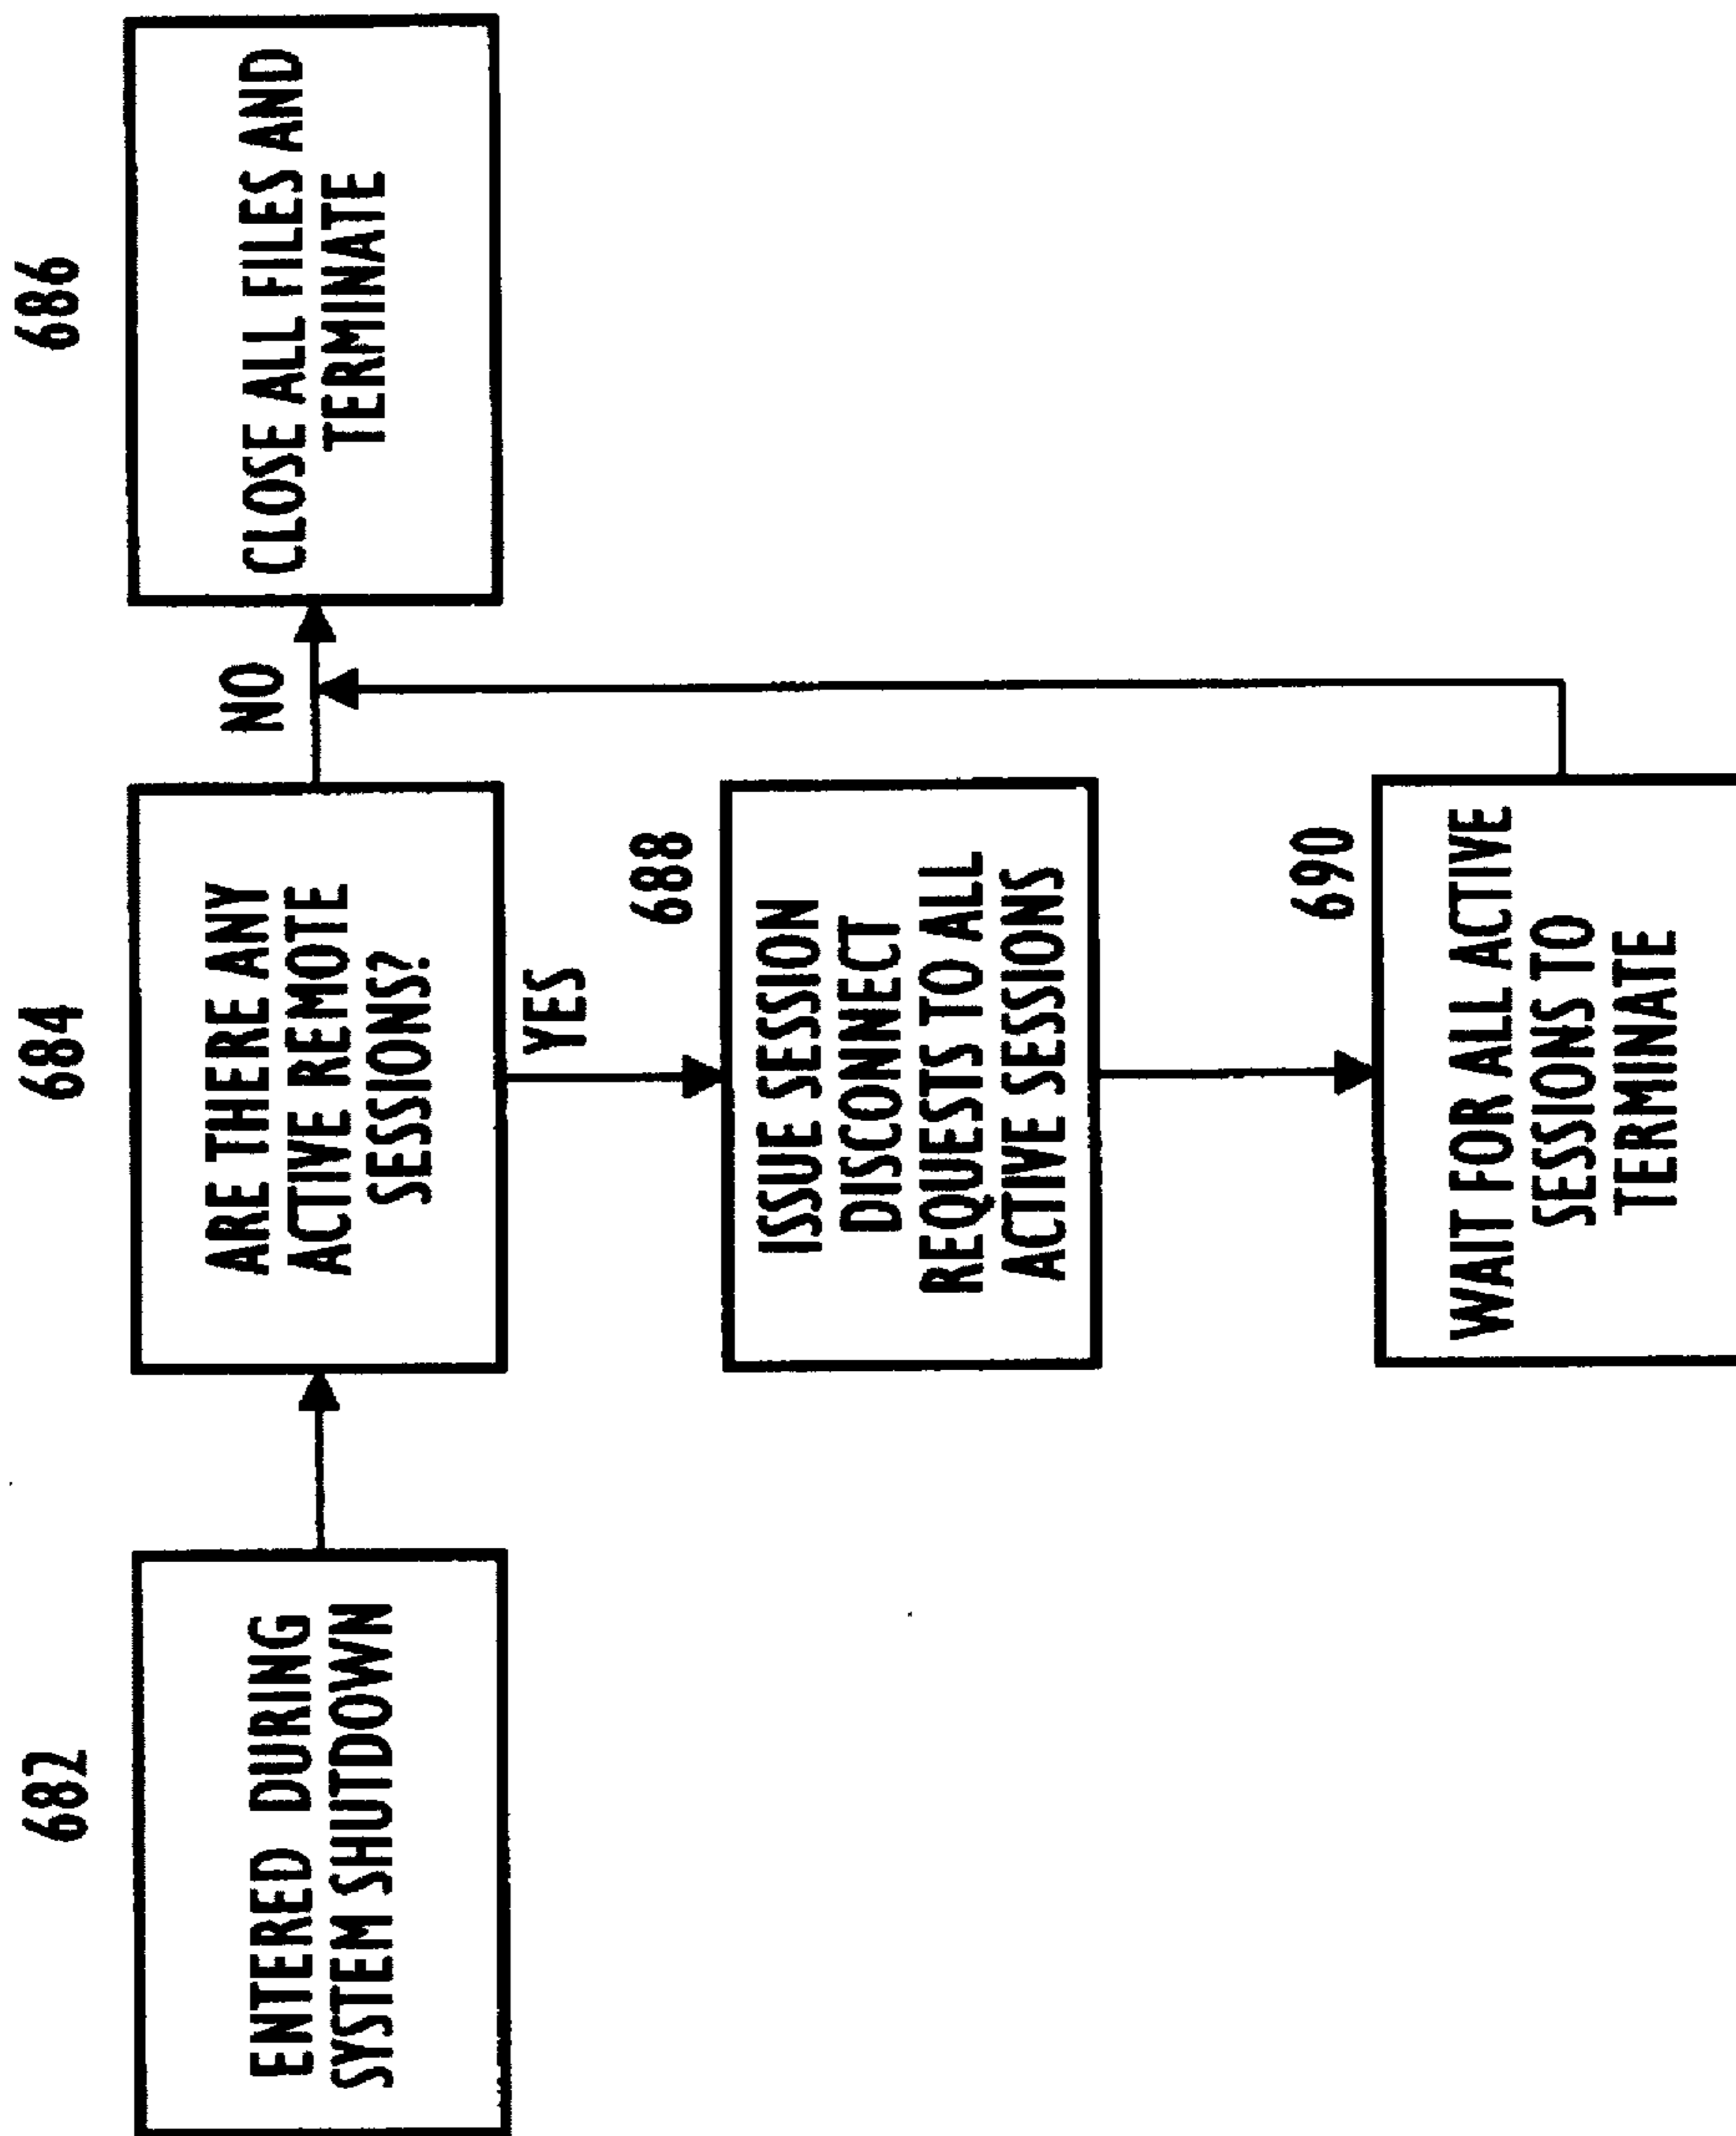 682
ENTERED DURING
SYSTEM SHUTDOWN
684
ARE THERE ANY
ACTIVE REMOTE
SESSIONS?
NO
686
CLOSE ALL FILES AND
TERMINATE
YES
688
ISSUE SESSION
DISCONNECT
REQUESTS TO ALL
ACTIVE SESSIONS
690
WAIT FOR ALL ACTIVE
SESSIONS TO
TERMINATE